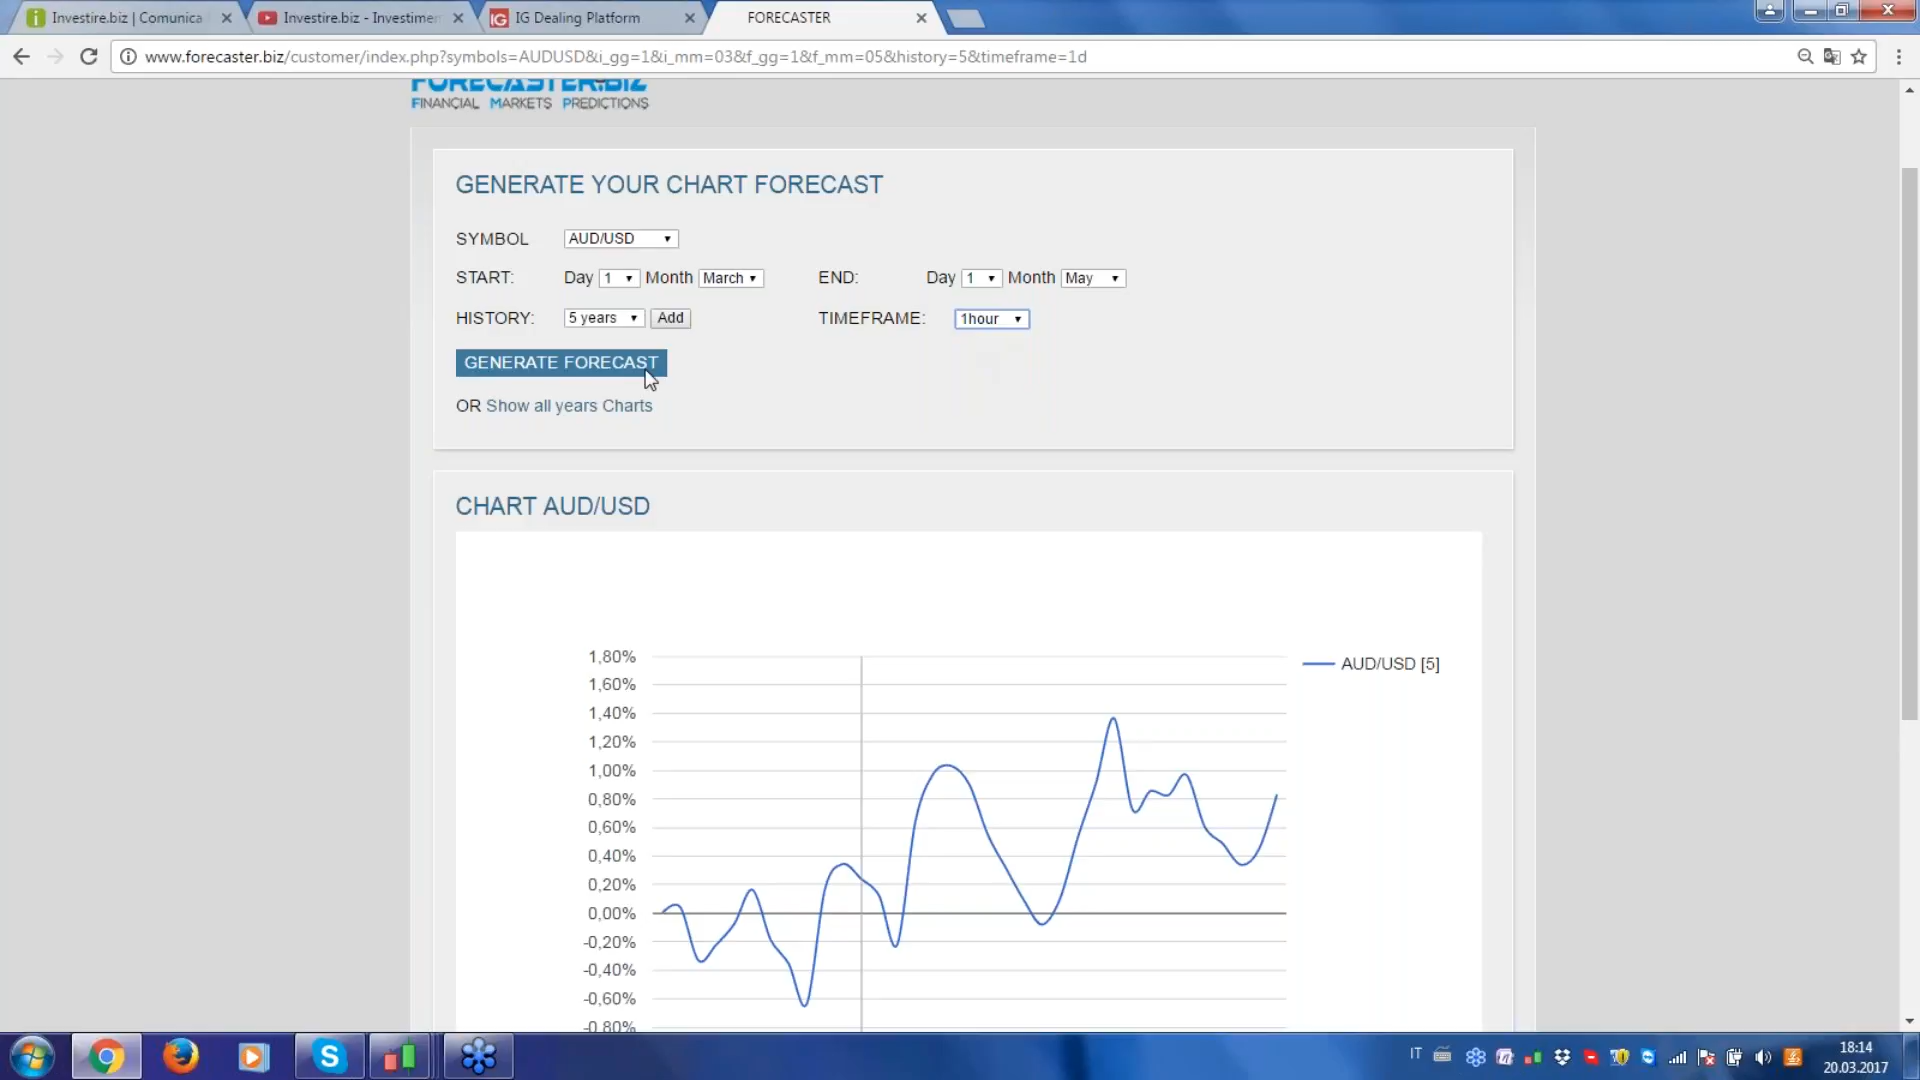 Investire.biz | Comunica
Investire.biz - Investimen
IG Dealing Platform
FORECASTER
www.forecaster.biz/customer/index.php?symbols=AUDUSD&i_gg=1&i_mm=03&f_gg=1&f_mm=05&history=5&timeframe=1d
FORECASTER.BIZ
FINANCIAL MARKETS PREDICTIONS
GENERATE YOUR CHART FORECAST
SYMBOL AUD/USD
START: Day 1 Month March END: Day 1 Month May
HISTORY: 5 years Add TIMEFRAME: 1hour
GENERATE FORECAST
OR Show all years Charts
CHART AUD/USD
1,80%
AUD/USD [5]
1,60%
1,40%
1,20%
1,00%
0,80%
0,60%
0,40%
0,20%
0,00%
-0,20%
-0,40%
-0,60%
-0,80%
IT
18:14
20.03.2017